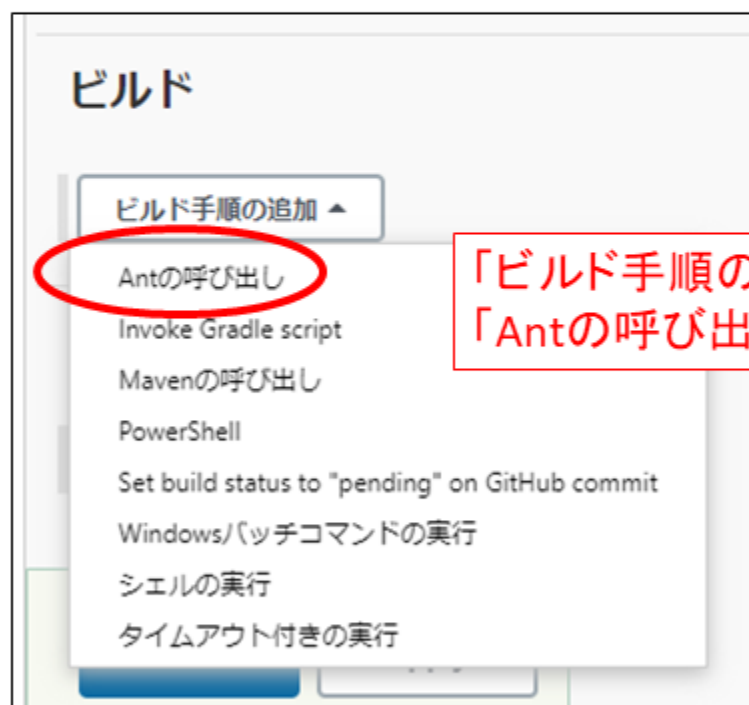 ビルド
ビルド手順の追加
「ビルド手順の
「Antの呼び出
Antの呼び出し
Invoke Gradle script
Mavenの呼び出し
PowerShell
Set build status to "pending" on GitHub commit
Windowsバッチコマンドの実行
シェルの実行
タイムアウト付きの実行